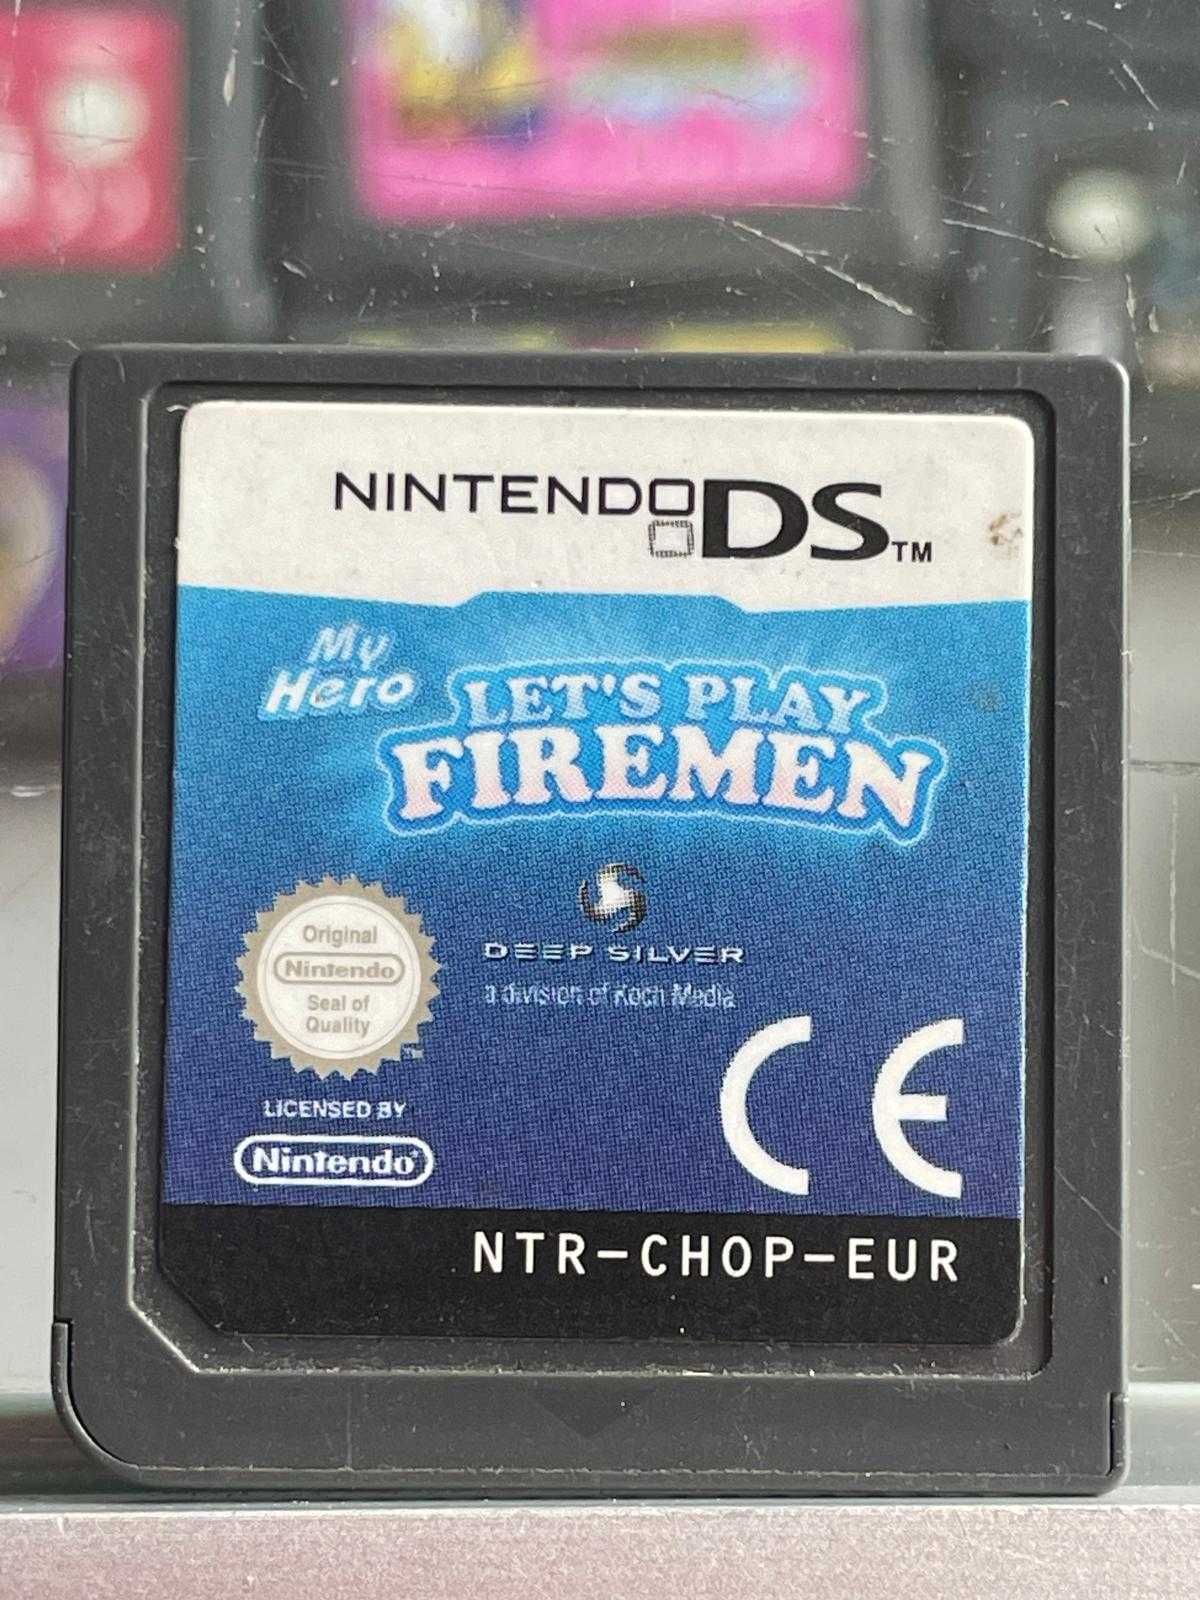 NINTENDO DS™
My
Hero
LET'S PLAY
FIREMEN
DEEP SILVER
a division of Koch Media
Original
Nintendo
Seal of
Quality
LICENSED BY
Nintendo®
CE
NTR-CHOP-EUR